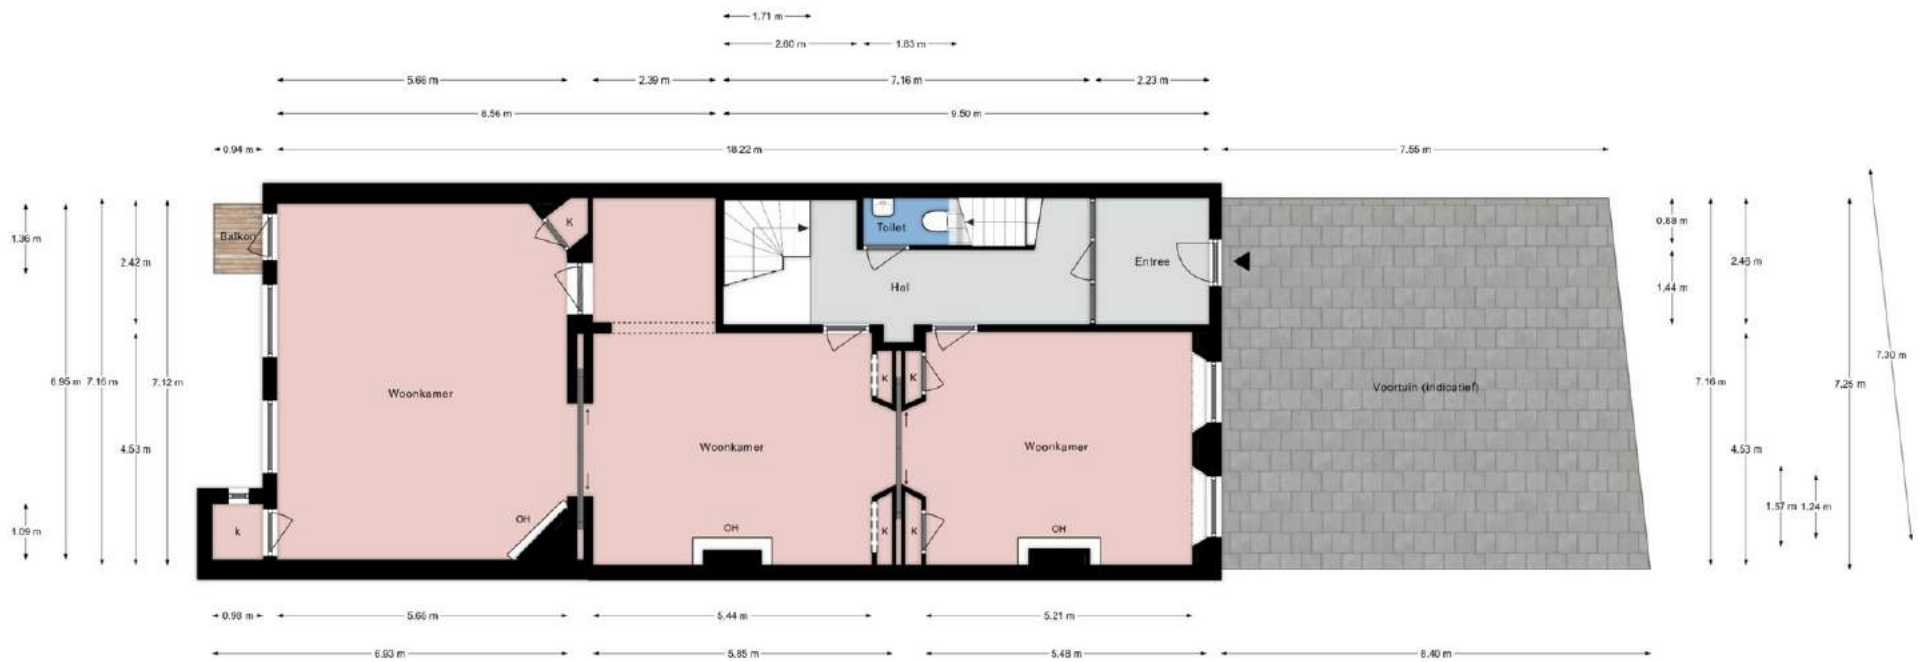 1.71 m
2.60 m
1.83 m
5.66 m
2.39 m
7.16 m
2.23 m
8.56 m
9.50 m
0.94 m
18.22 m
7.55 m
1.36 m
6.95 m
7.16 m
2.42 m
7.12 m
4.53 m
1.09 m
Balkon
K
Toilet
Hal
Entree
Woonkamer
Woonkamer
Woonkamer
Voortuin (indicatief)
K
K
K
K
k
OH
OH
OH
0.88 m
1.44 m
2.46 m
7.16 m
4.53 m
1.57 m
1.24 m
7.25 m
7.30 m
0.98 m
5.66 m
5.44 m
5.21 m
6.93 m
5.85 m
5.48 m
8.40 m